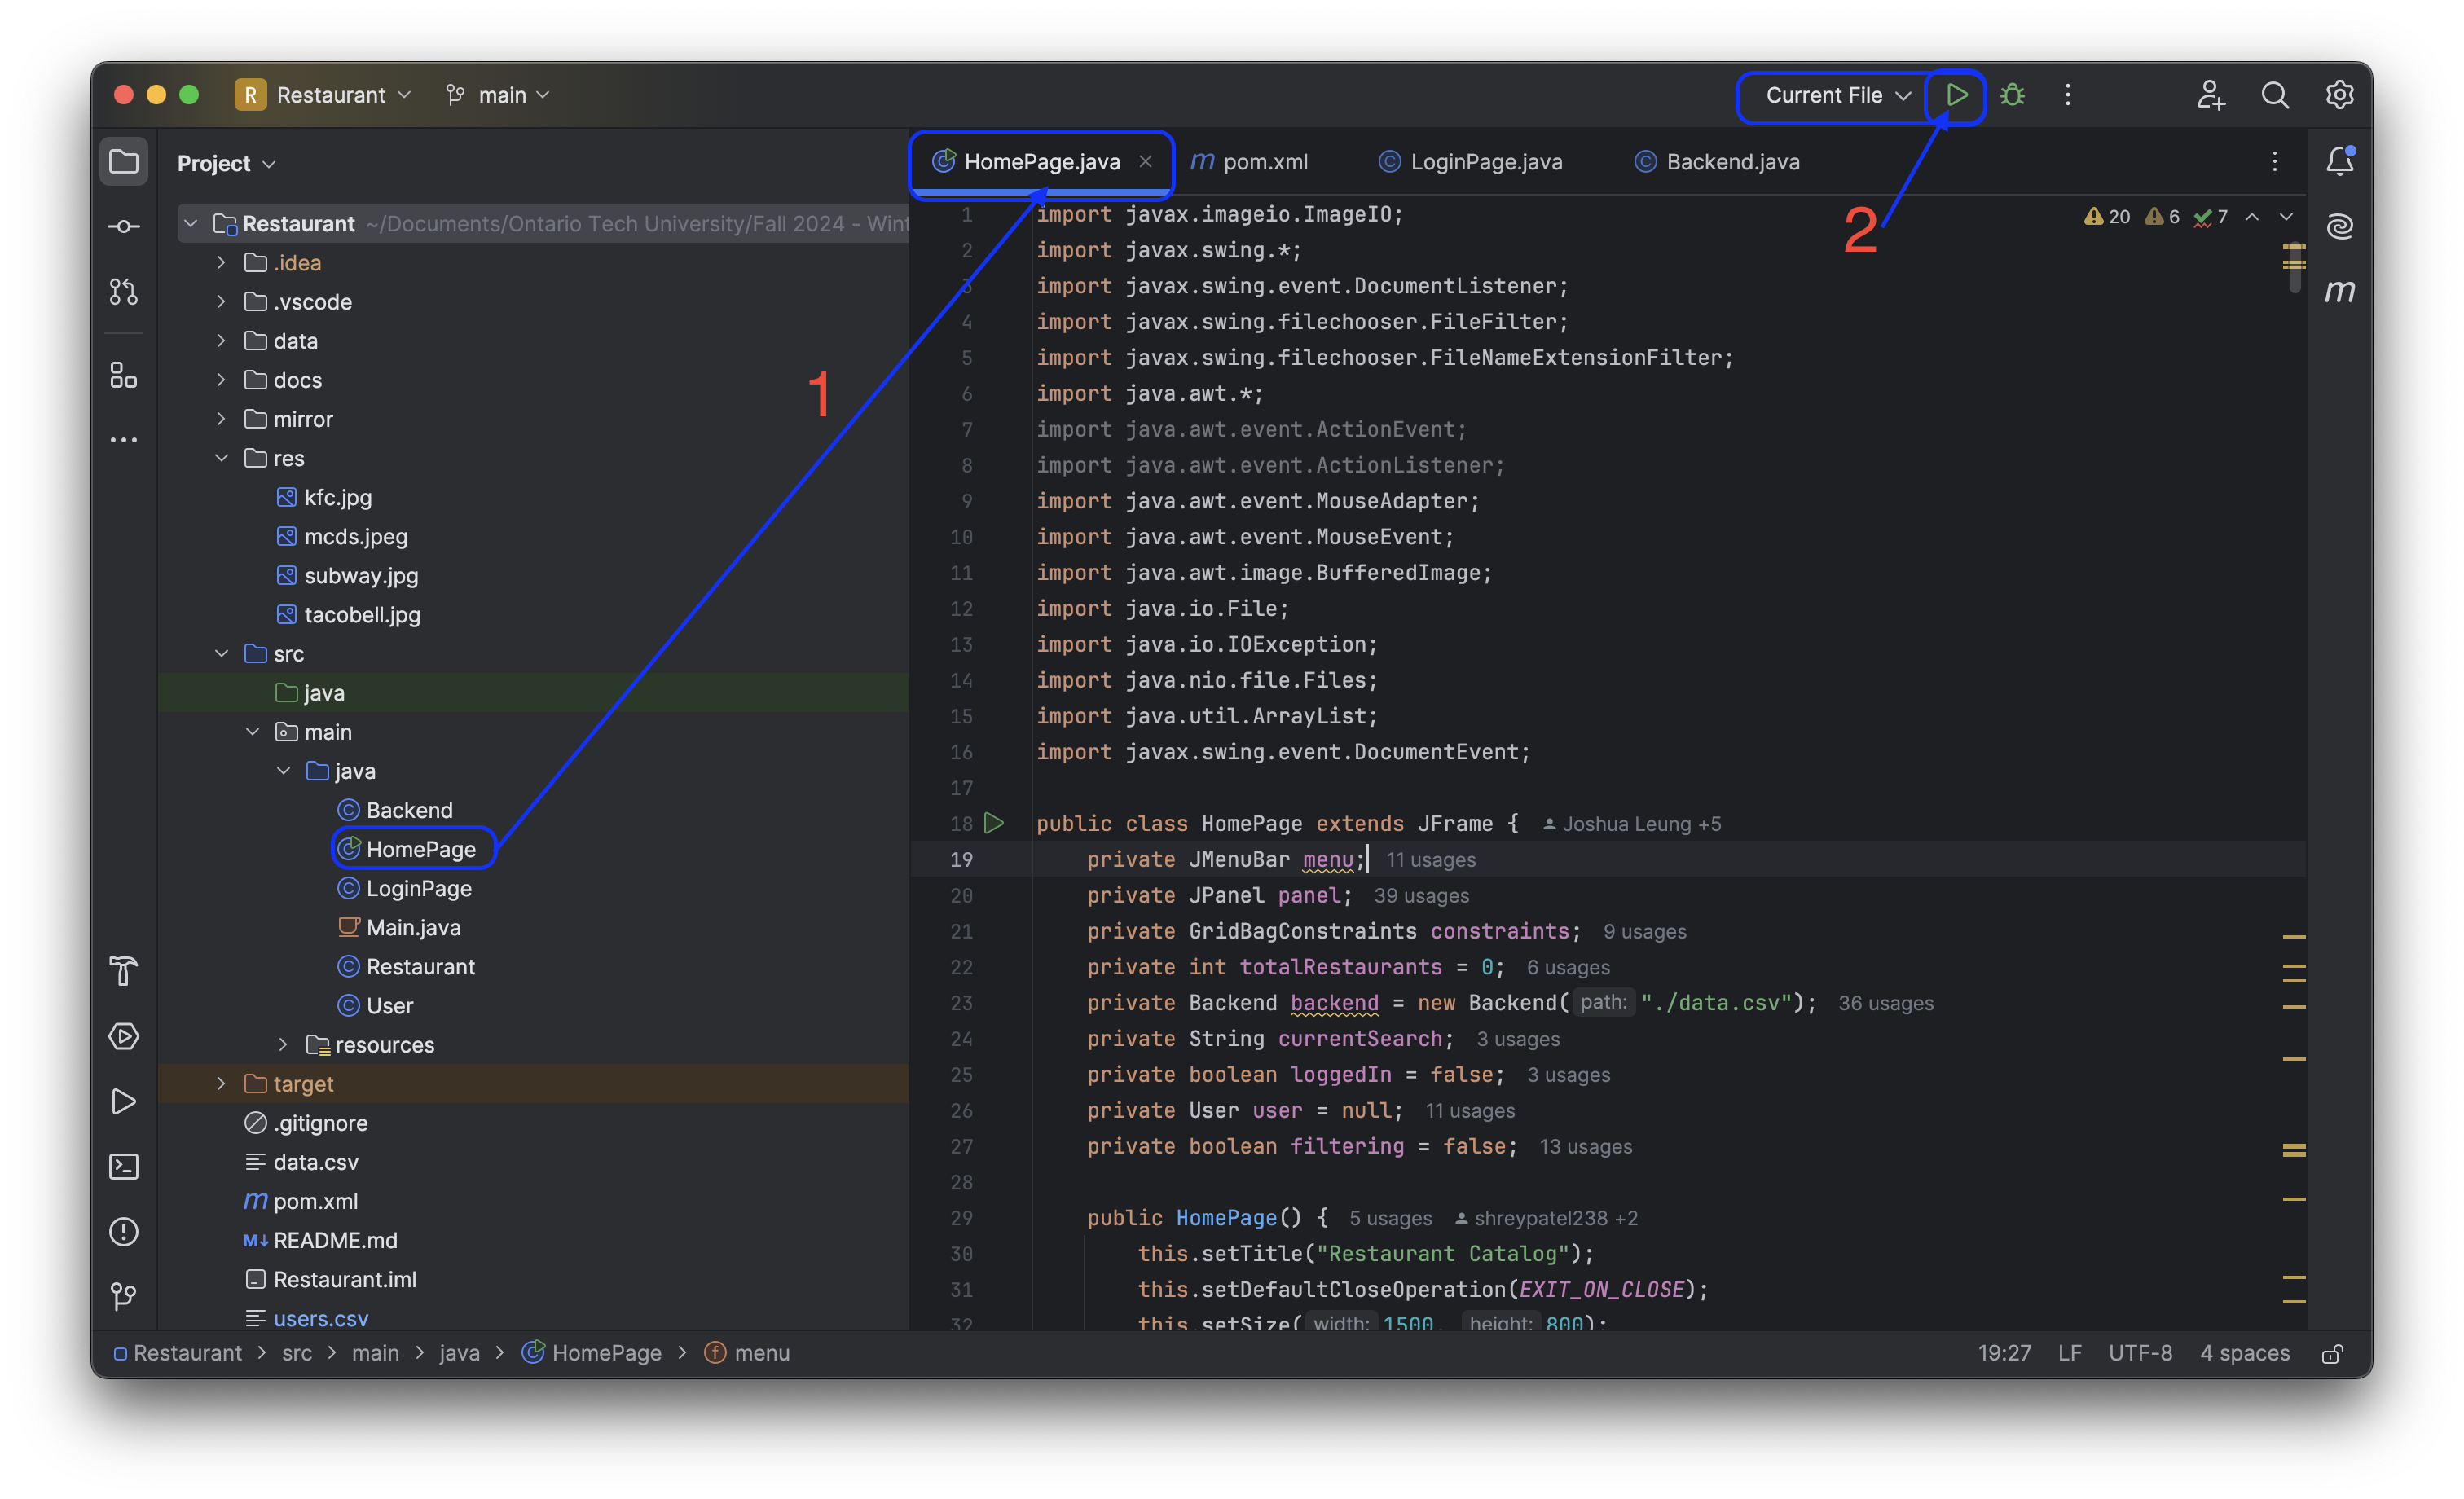 R Restaurant main Current File
Project
HomePage.java pom.xml LoginPage.java Backend.java
Restaurant ~/Documents/Ontario Tech University/Fall 2024 - Wint
.idea
.vscode
data
docs
mirror
res
kfc.jpg
mcds.jpeg
subway.jpg
tacobell.jpg
src
java
main
java
Backend
HomePage
LoginPage
Main.java
Restaurant
User
resources
target
.gitignore
data.csv
pom.xml
README.md
Restaurant.iml
users.csv
1
2
20 6 7
1 import javax.imageio.ImageIO;
2 import javax.swing.*;
3 import javax.swing.event.DocumentListener;
4 import javax.swing.filechooser.FileFilter;
5 import javax.swing.filechooser.FileNameExtensionFilter;
6 import java.awt.*;
7 import java.awt.event.ActionEvent;
8 import java.awt.event.ActionListener;
9 import java.awt.event.MouseAdapter;
10 import java.awt.event.MouseEvent;
11 import java.awt.image.BufferedImage;
12 import java.io.File;
13 import java.io.IOException;
14 import java.nio.file.Files;
15 import java.util.ArrayList;
16 import javax.swing.event.DocumentEvent;
17
18 public class HomePage extends JFrame { Joshua Leung +5
19 private JMenuBar menu; 11 usages
20 private JPanel panel; 39 usages
21 private GridBagConstraints constraints; 9 usages
22 private int totalRestaurants = 0; 6 usages
23 private Backend backend = new Backend( path: "./data.csv"); 36 usages
24 private String currentSearch; 3 usages
25 private boolean loggedIn = false; 3 usages
26 private User user = null; 11 usages
27 private boolean filtering = false; 13 usages
28
29 public HomePage() { 5 usages shreypatel238 +2
30 this.setTitle("Restaurant Catalog");
31 this.setDefaultCloseOperation(EXIT_ON_CLOSE);
32 this.setSize( width: 1500, height: 800);
Restaurant > src > main > java > HomePage > menu
19:27 LF UTF-8 4 spaces